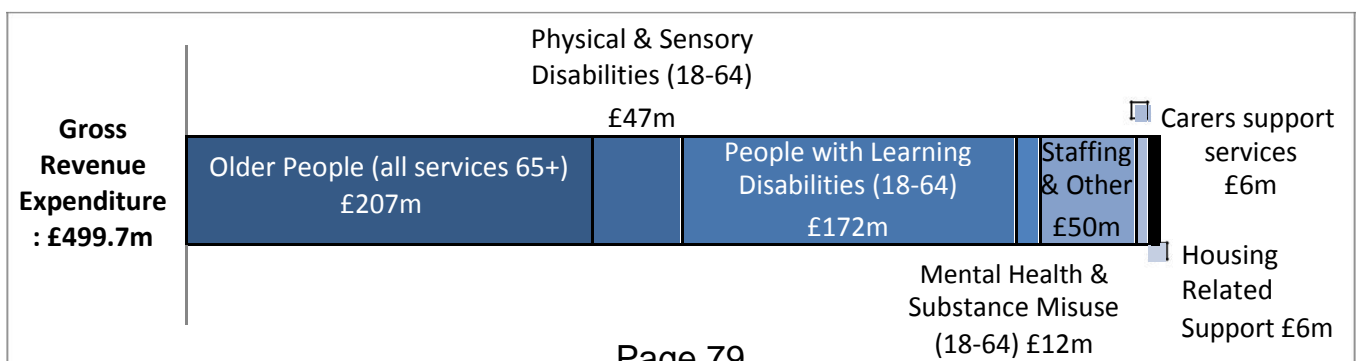 Physical & Sensory
Disabilities (18-64)
£47m
Gross
Revenue
Expenditure
: £499.7m
Older People (all services 65+)
£207m
People with Learning
Disabilities (18-64)
£172m
Staffing
& Other
£50m
Carers support
services
£6m
Housing
Related
Support £6m
Mental Health &
Substance Misuse
(18-64) £12m
Page 79